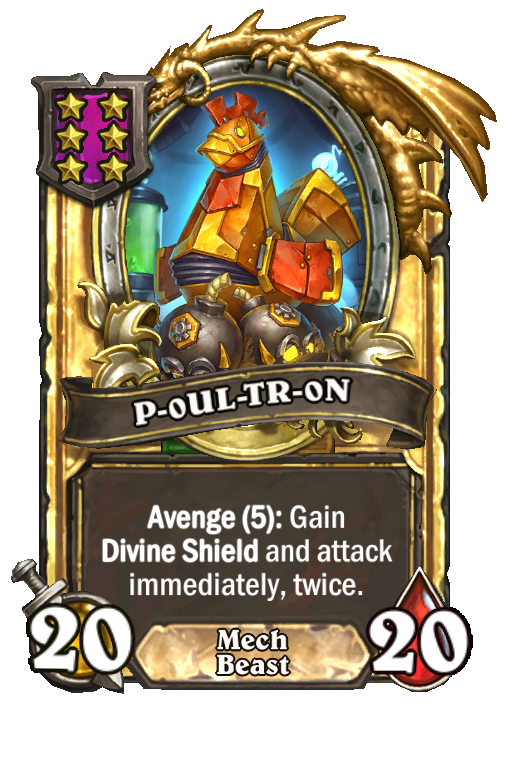 P-0UL-TR-0N
Avenge (5): Gain
Divine Shield and attack
immediately, twice.
20
Mech
Beast
20